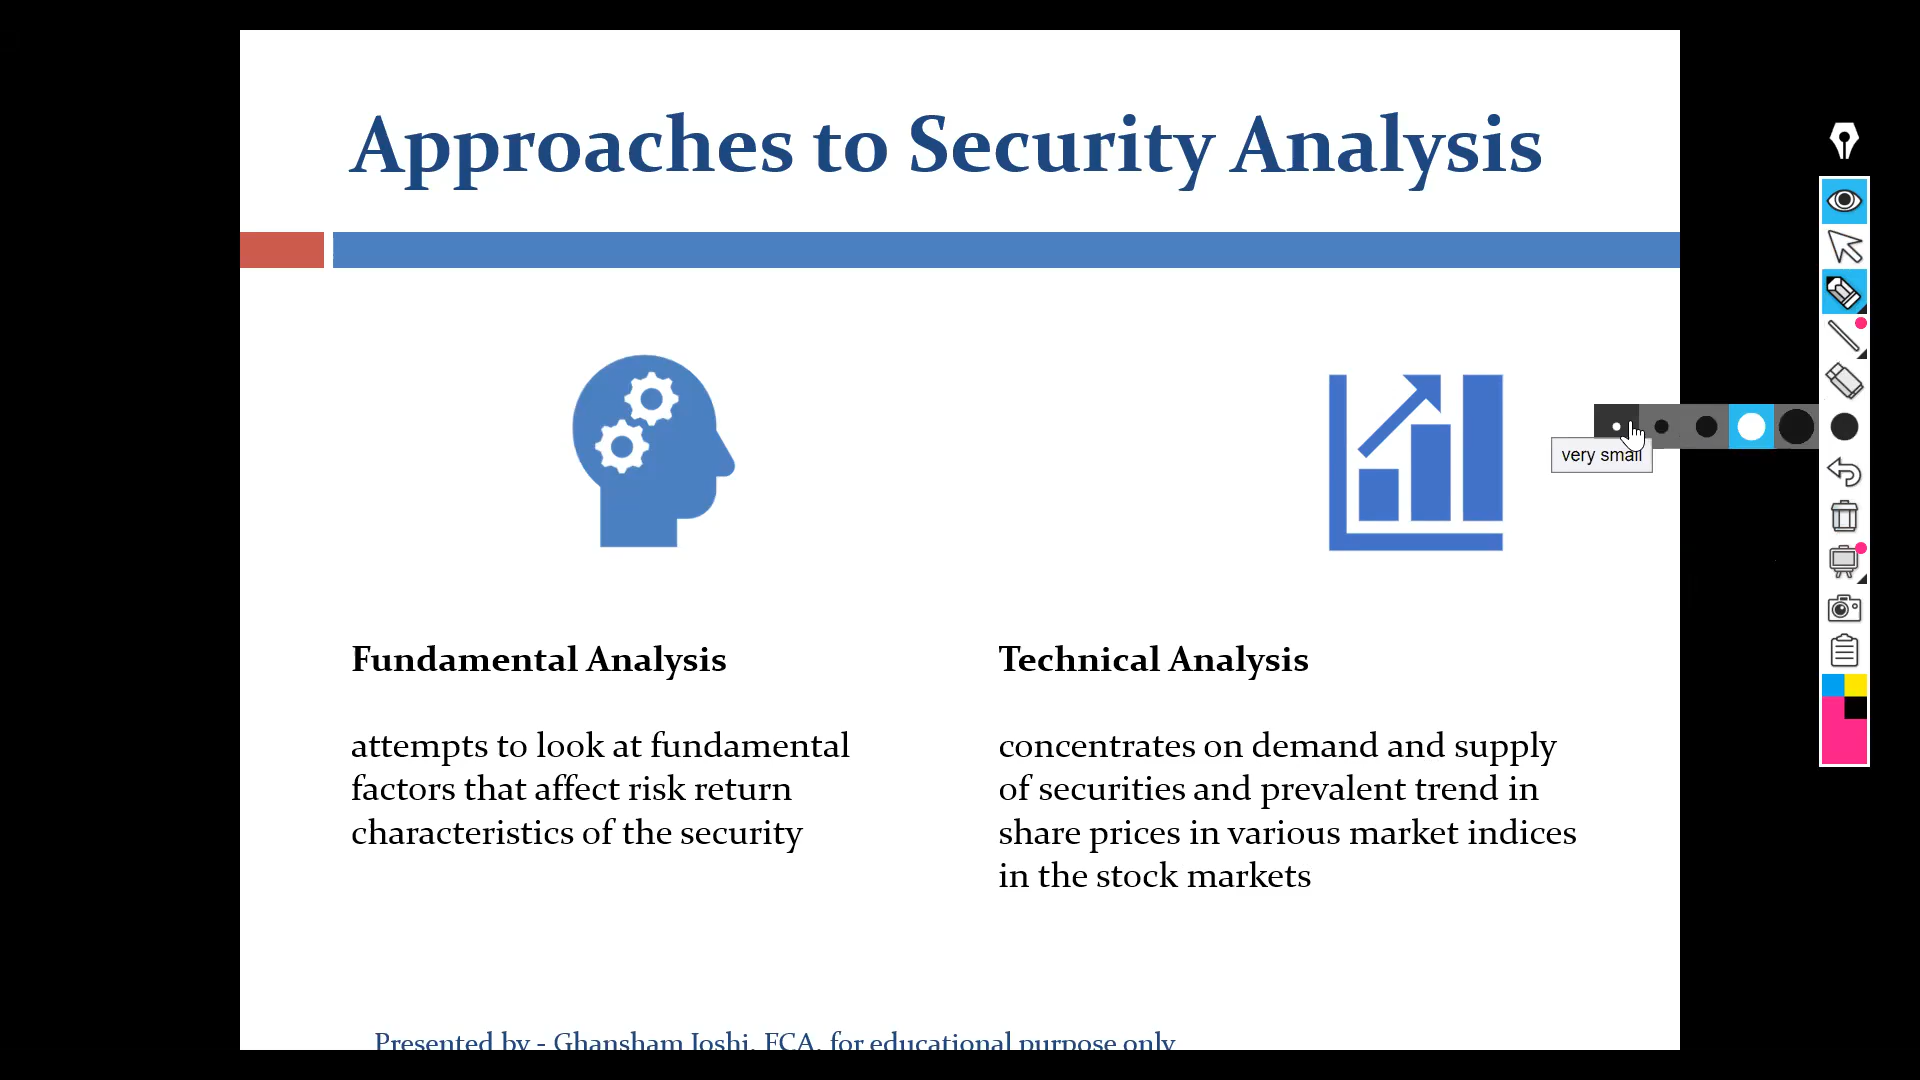 Approaches to Security Analysis
very small
Fundamental Analysis
attempts to look at fundamental
factors that affect risk return
characteristics of the security
Technical Analysis
concentrates on demand and supply
of securities and prevalent trend in
share prices in various market indices
in the stock markets
Presented by - Ghansham Joshi, FCA, for educational purpose only